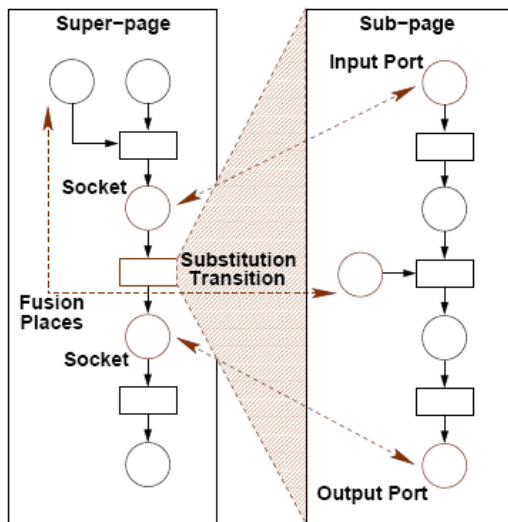 Super-page
Sub-page
Input Port
Socket
Substitution
Transition
Fusion
Places
Socket
Output Port